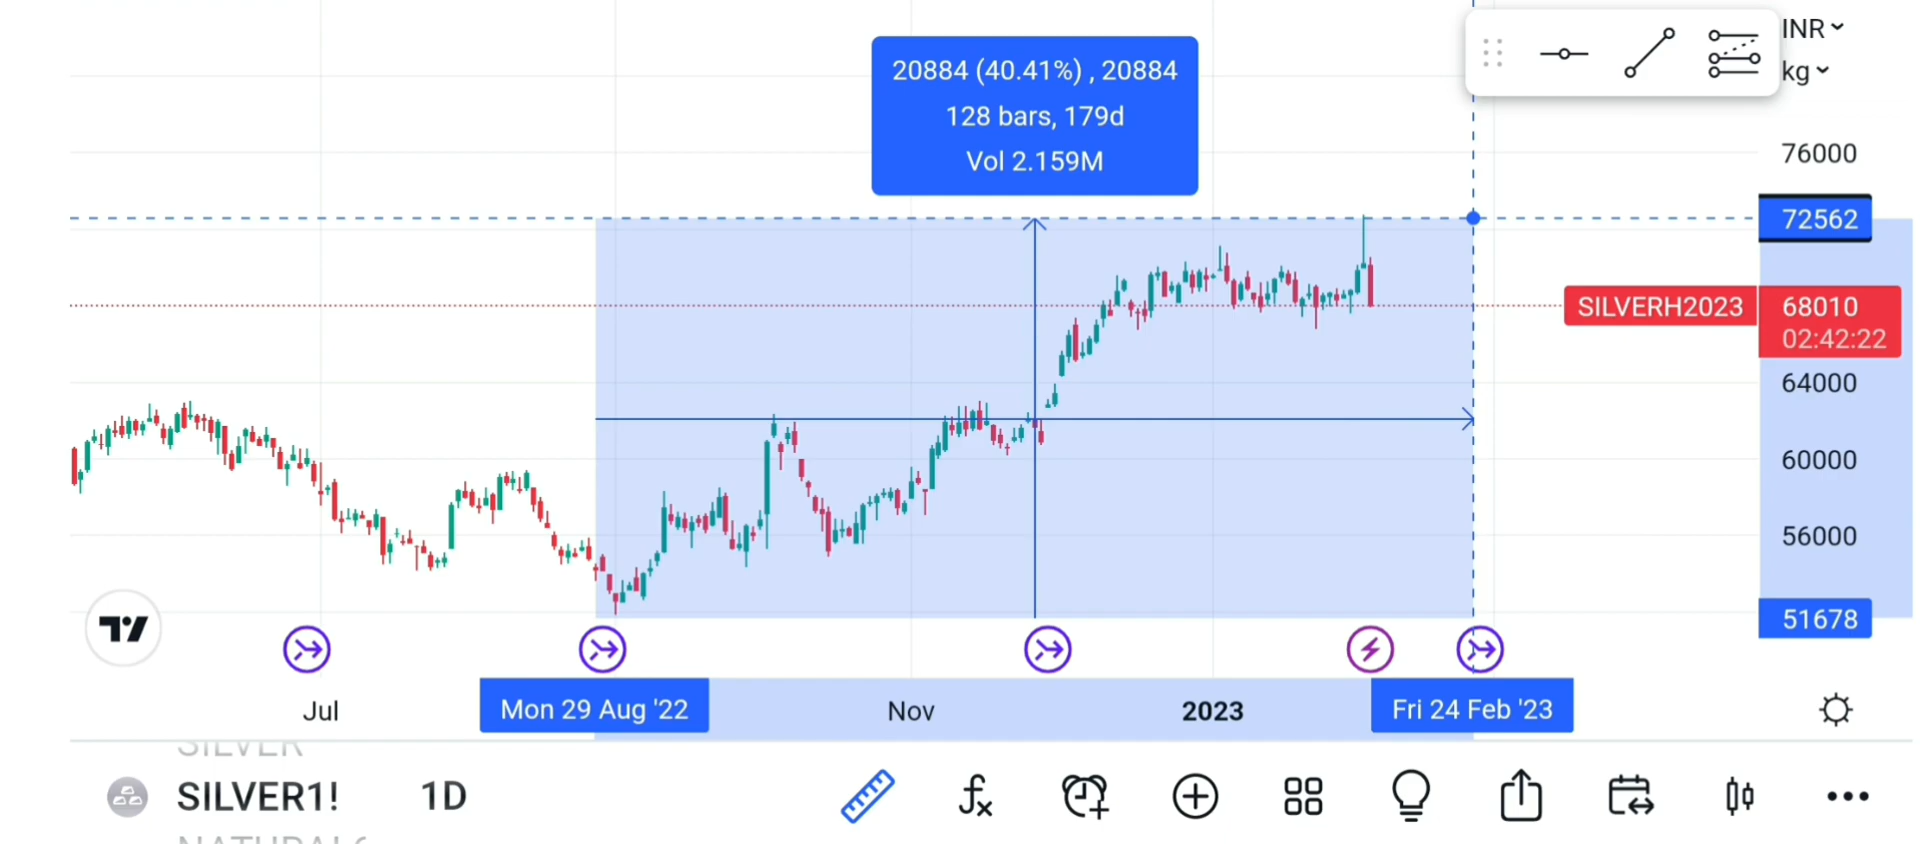 20884 (40.41%) , 20884
128 bars, 179d
Vol 2.159M
INR
kg
76000
72562
SILVERH2023
68010
02:42:22
64000
60000
56000
51678
Jul
Mon 29 Aug '22
Nov
2023
Fri 24 Feb '23
SILVER
SILVER1!
1D